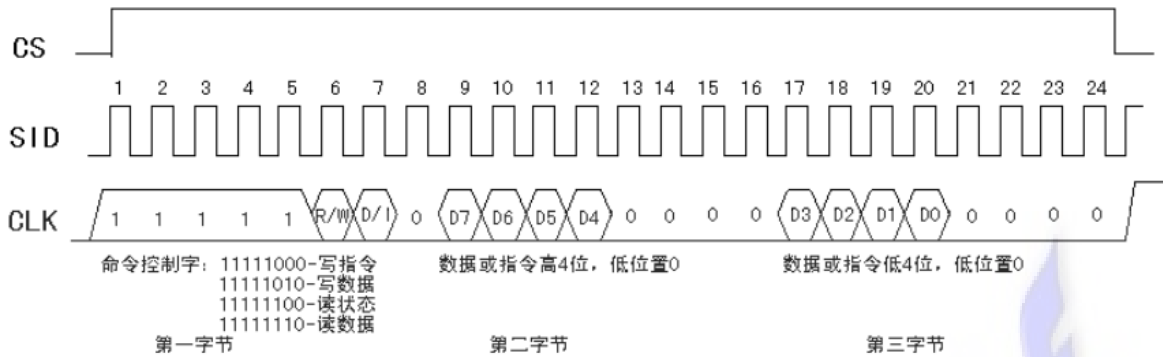 CS
1 2 3 4 5 6 7 8 9 10 11 12 13 14 15 16 17 18 19 20 21 22 23 24
SID
CLK 1 1 1 1 1 R/W D/I 0 D7 D6 D5 D4 0 0 0 0 D3 D2 D1 D0 0 0 0 0
命令控制字: 11111000-写指令 数据或指令高4位, 低位置0 数据或指令低4位, 低位置0
11111010-写数据
11111100-读状态
11111110-读数据
第一字节 第二字节 第三字节